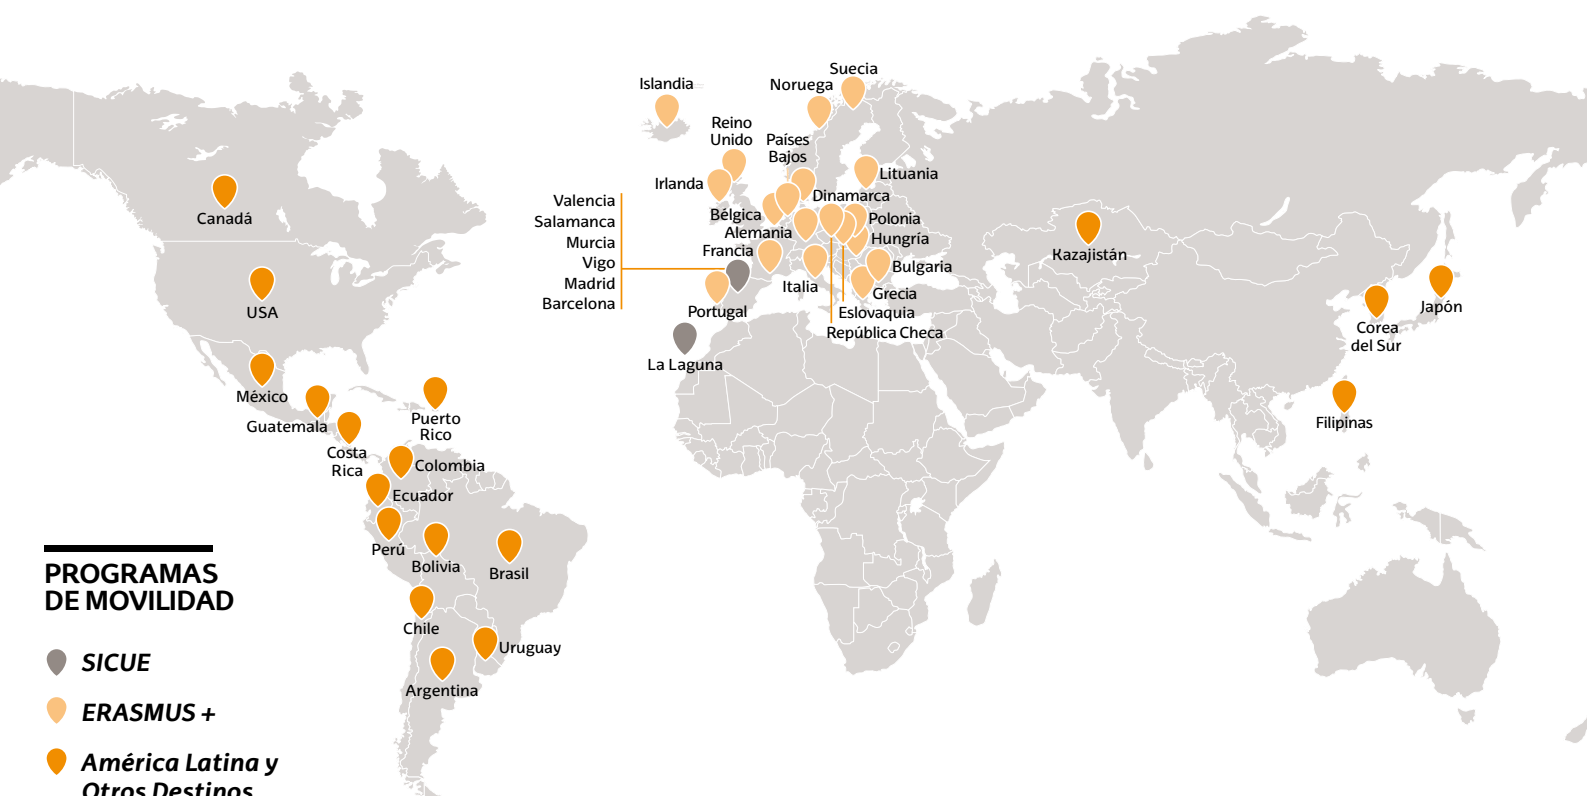 Suecia
Islandia
Noruega
Reino
Unido
Países
Bajos
Irlanda
Lituania
Dinamarca
Bélgica
Polonia
Alemania
Hungría
Francia
Bulgaria
Italia
Grecia
Portugal
Eslovaquia
República Checa
Valencia
Salamanca
Murcia
Vigo
Madrid
Barcelona
La Laguna
Canadá
USA
México
Guatemala
Puerto
Rico
Costa
Rica
Colombia
Ecuador
Perú
Bolivia
Brasil
Chile
Uruguay
Argentina
Kazajistán
Japón
Corea
del Sur
Filipinas
PROGRAMAS
DE MOVILIDAD
SICUE
ERASMUS +
América Latina y
Otros Destinos